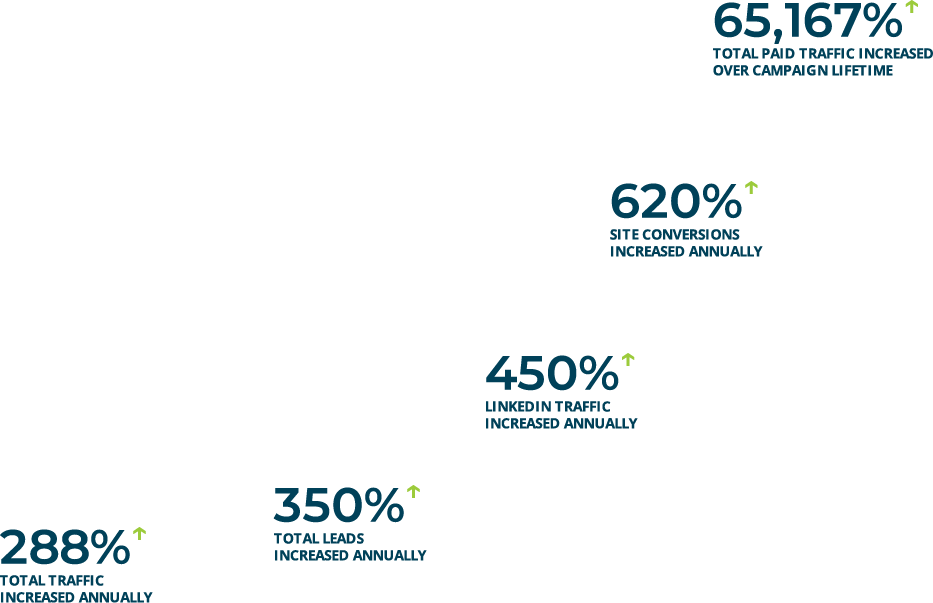 65,167%↑
TOTAL PAID TRAFFIC INCREASED
OVER CAMPAIGN LIFETIME
620%↑
SITE CONVERSIONS
INCREASED ANNUALLY
450%↑
LINKEDIN TRAFFIC
INCREASED ANNUALLY
350%↑
TOTAL LEADS
INCREASED ANNUALLY
288%↑
TOTAL TRAFFIC
INCREASED ANNUALLY